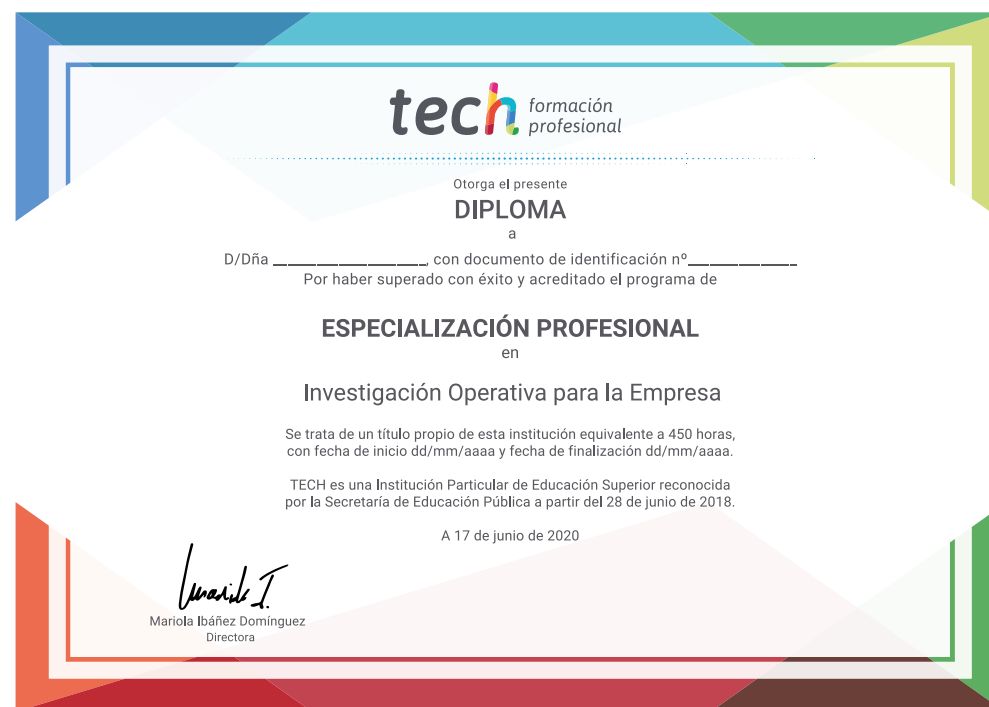 tech formación
profesional
Otorga el presente
DIPLOMA
a
D/Dña ______________, con documento de identificación nº__________
Por haber superado con éxito y acreditado el programa de
ESPECIALIZACIÓN PROFESIONAL
en
Investigación Operativa para la Empresa
Se trata de un título propio de esta institución equivalente a 450 horas,
con fecha de inicio dd/mm/aaaa y fecha de finalización dd/mm/aaaa.
TECH es una Institución Particular de Educación Superior reconocida
por la Secretaría de Educación Pública a partir del 28 de junio de 2018.
A 17 de junio de 2020
Mariola Ibáñez Domínguez
Directora